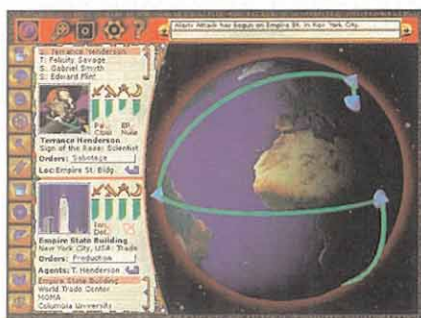 Alien Attack has begun on Empire St. in New York City.
S: Terrance Henderson
T: Felicity Savage
S: Gabriel Smyth
S: Edward Flint
Terrance Henderson
Sign of the Rose: Scientist
Orders: Sabotage
Loc: Empire St. Bldg.
Empire State Building
New York City, USA: Trade
Orders: Production
Agents: T. Henderson
Empire State Building
World Trade Center
MOMA
Columbia University